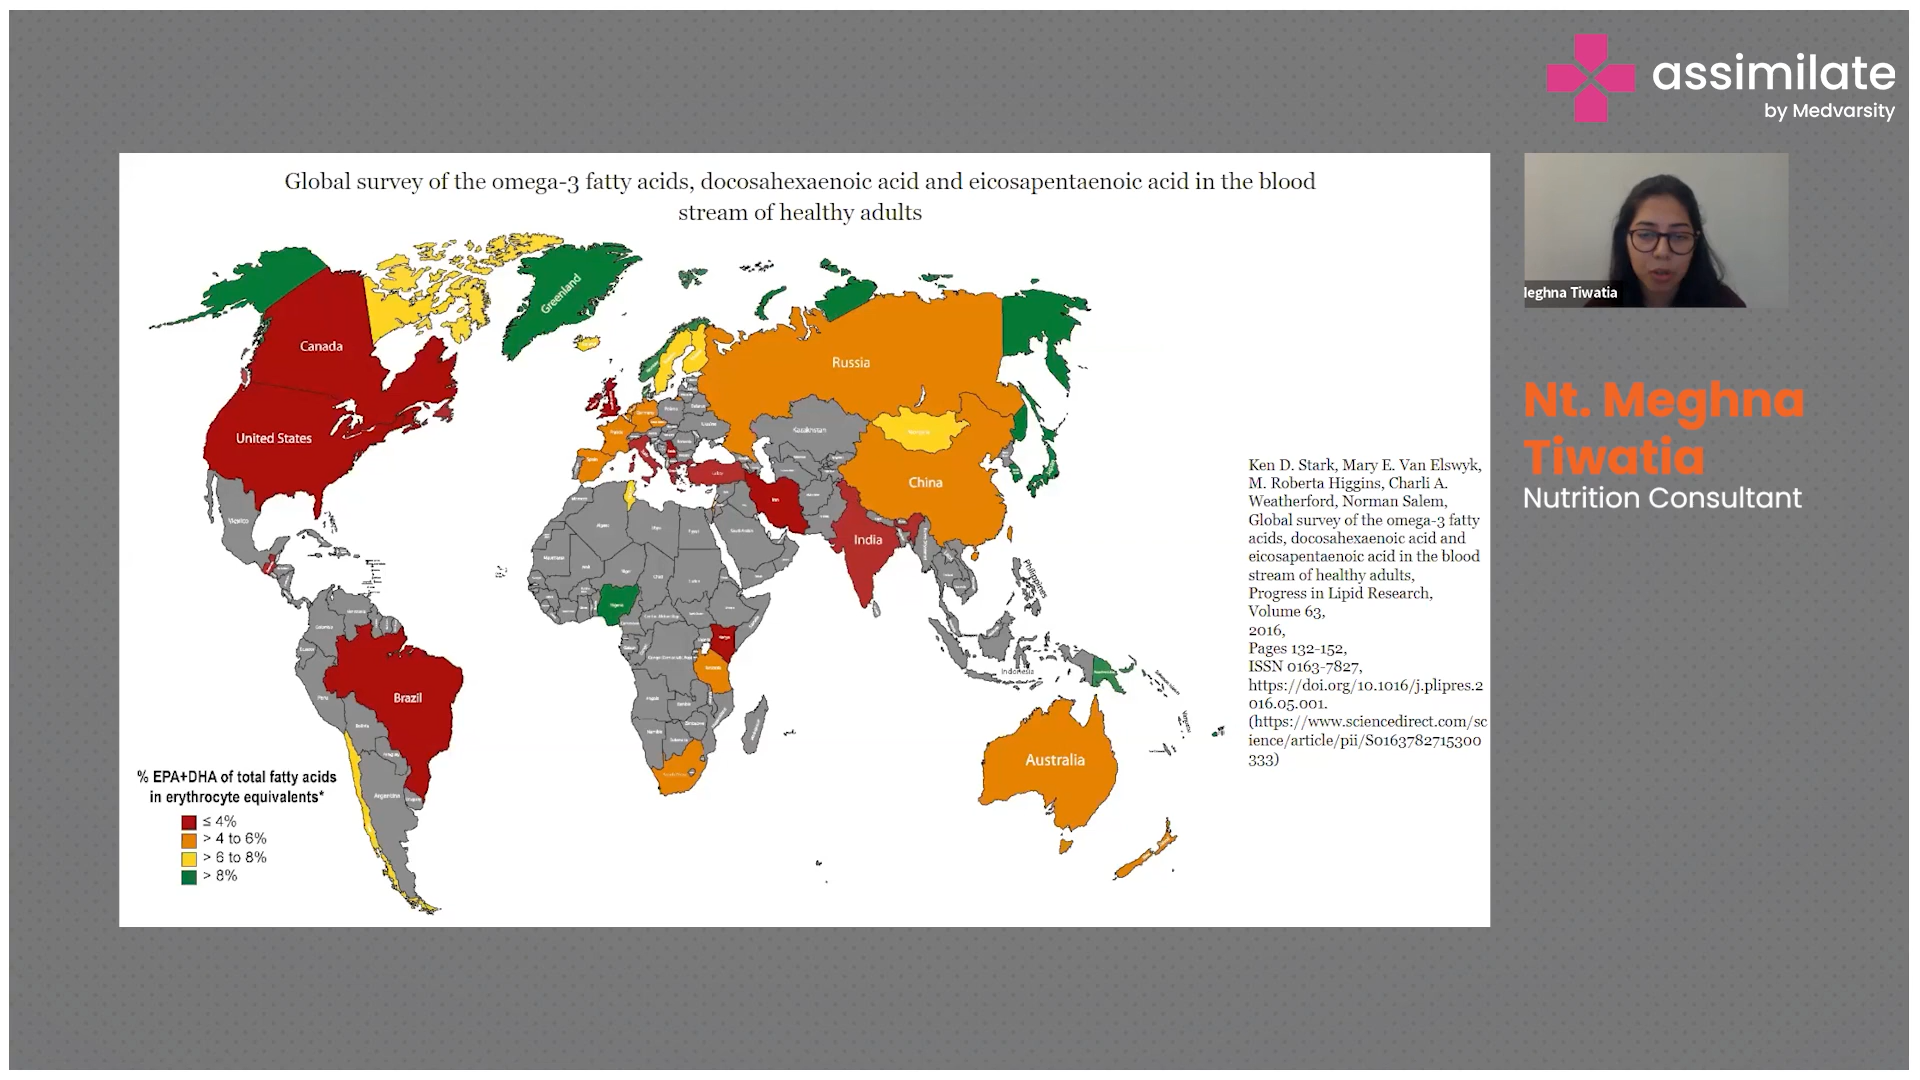 assimilate
by Medvarsity
Global survey of the omega-3 fatty acids, docosahexaenoic acid and eicosapentaenoic acid in the blood
stream of healthy adults
Greenland
Canada
Russia
United States
Kazakhstan
China
Mexico
India
Philippines
Indonesia
Brazil
Argentina
Australia
% EPA+DHA of total fatty acids
in erythrocyte equivalents*
≤ 4%
> 4 to 6%
> 6 to 8%
> 8%
Ken D. Stark, Mary E. Van Elswyk,
M. Roberta Higgins, Charli A.
Weatherford, Norman Salem,
Global survey of the omega-3 fatty
acids, docosahexaenoic acid and
eicosapentaenoic acid in the blood
stream of healthy adults,
Progress in Lipid Research,
Volume 63,
2016,
Pages 132-152,
ISSN 0163-7827,
https://doi.org/10.1016/j.plipres.2
016.05.001.
(https://www.sciencedirect.com/sc
ience/article/pii/S0163782715300
333)
leghna Tiwatia
Nt. Meghna
Tiwatia
Nutrition Consultant